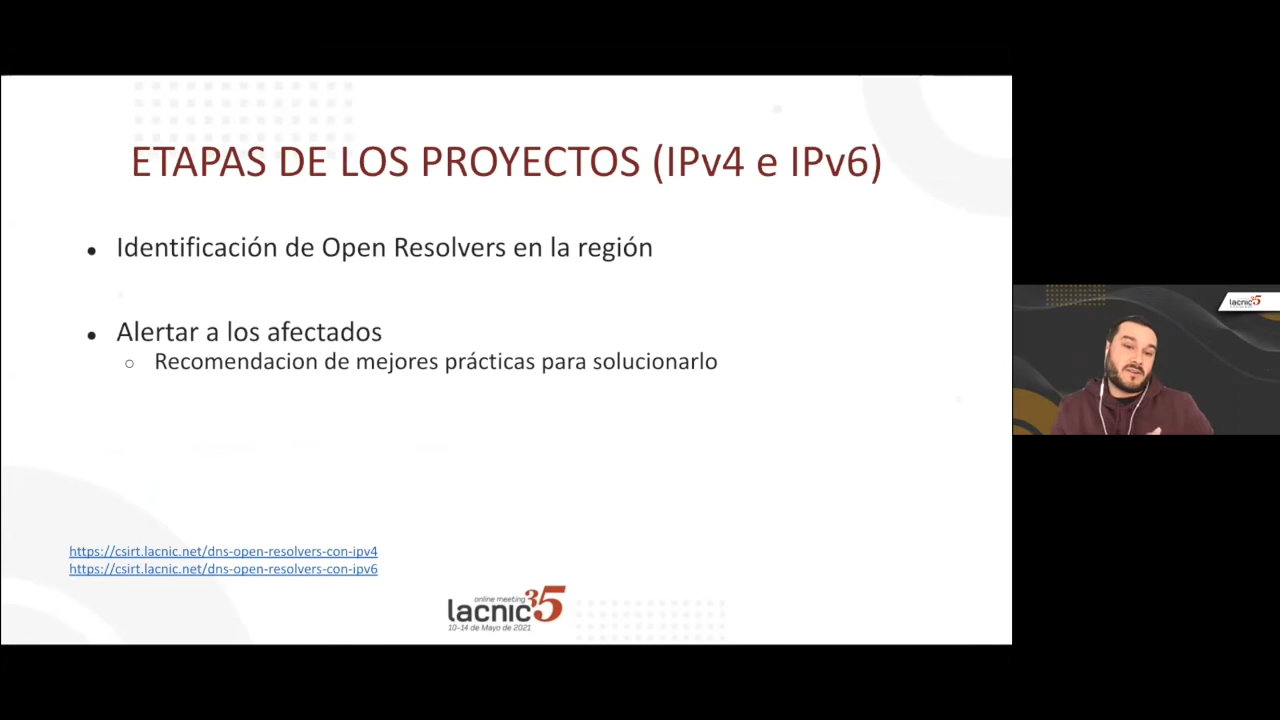 ETAPAS DE LOS PROYECTOS (IPv4 e IPv6)
● Identificación de Open Resolvers en la región
● Alertar a los afectados
○ Recomendacion de mejores prácticas para solucionarlo
https://csirt.lacnic.net/dns-open-resolvers-con-ipv4
https://csirt.lacnic.net/dns-open-resolvers-con-ipv6
online meeting
lacnic35
10-14 de Mayo de 2021
lacnic35